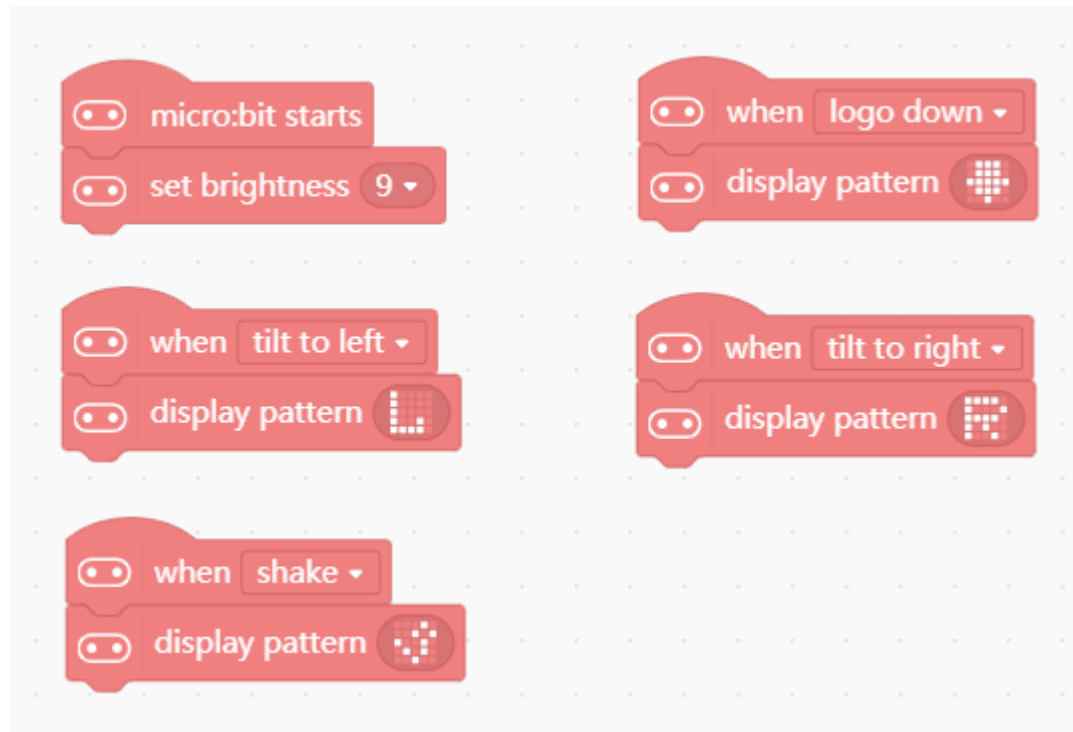 micro:bit starts
set brightness 9
when tilt to left
display pattern
when shake
display pattern
when logo down
display pattern
when tilt to right
display pattern